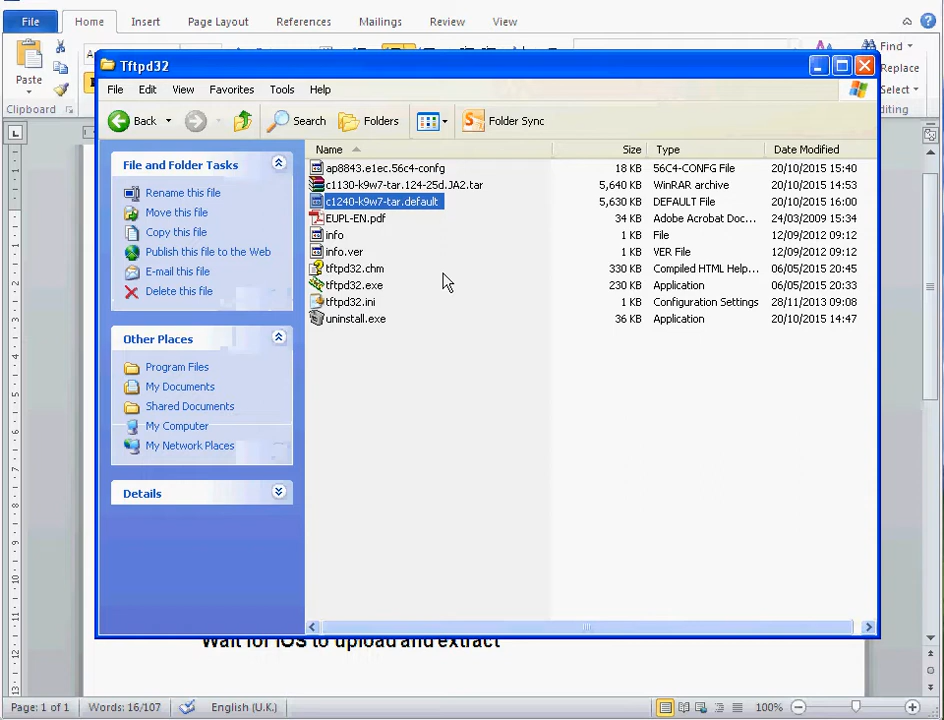 File Home Insert Page Layout References Mailings Review View
Paste
Clipboard
Find
Replace
Select
Tftpd32
File Edit View Favorites Tools Help
Back Search Folders Folder Sync
File and Folder Tasks
Rename this file
Move this file
Copy this file
Publish this file to the Web
E-mail this file
Delete this file
Other Places
Program Files
My Documents
Shared Documents
My Computer
My Network Places
Details
Name Size Type Date Modified
ap8843.e1ec.56c4-confg 18 KB 56C4-CONFG File 20/10/2015 15:40
c1130-k9w7-tar.124-25d.JA2.tar 5,640 KB WinRAR archive 20/10/2015 14:53
c1240-k9w7-tar.default 5,630 KB DEFAULT File 20/10/2015 16:00
EUPL-EN.pdf 34 KB Adobe Acrobat Doc... 24/03/2009 15:34
info 1 KB File 12/09/2012 09:12
info.ver 1 KB VER File 12/09/2012 09:12
tftpd32.chm 330 KB Compiled HTML Help... 06/05/2015 20:45
tftpd32.exe 230 KB Application 06/05/2015 20:33
tftpd32.ini 1 KB Configuration Settings 28/11/2013 09:08
uninstall.exe 36 KB Application 20/10/2015 14:47
Wait for IOS to upload and extract
Page: 1 of 1 Words: 16/107 English (U.K.) 100%